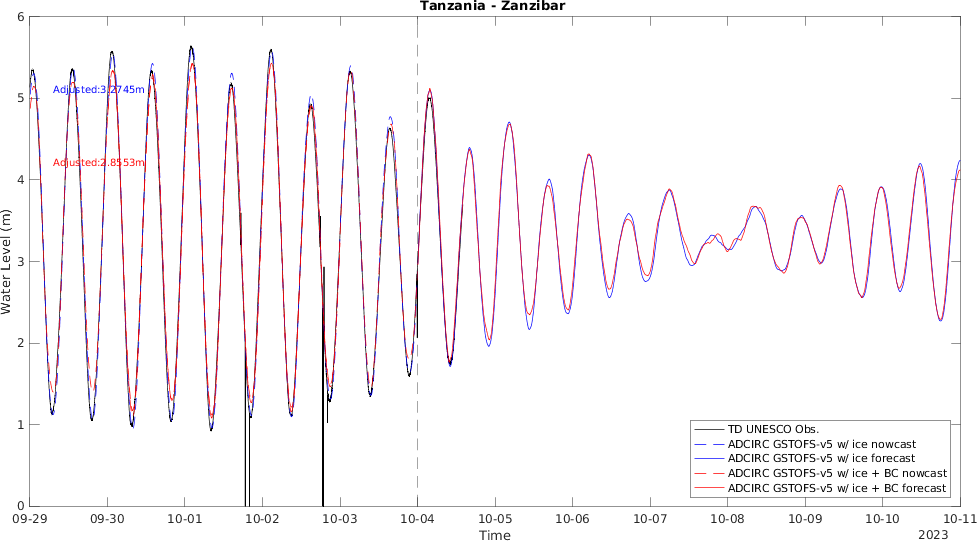 Tanzania - Zanzibar
6
5
4
3
2
1
0
Water Level (m)
Adjusted:3.2745m
Adjusted:2.8553m
TD UNESCO Obs.
ADCIRC GSTOFS-v5 w/ ice nowcast
ADCIRC GSTOFS-v5 w/ ice forecast
ADCIRC GSTOFS-v5 w/ ice + BC nowcast
ADCIRC GSTOFS-v5 w/ ice + BC forecast
09-29 09-30 10-01 10-02 10-03 10-04 10-05 10-06 10-07 10-08 10-09 10-10 10-11
Time
2023